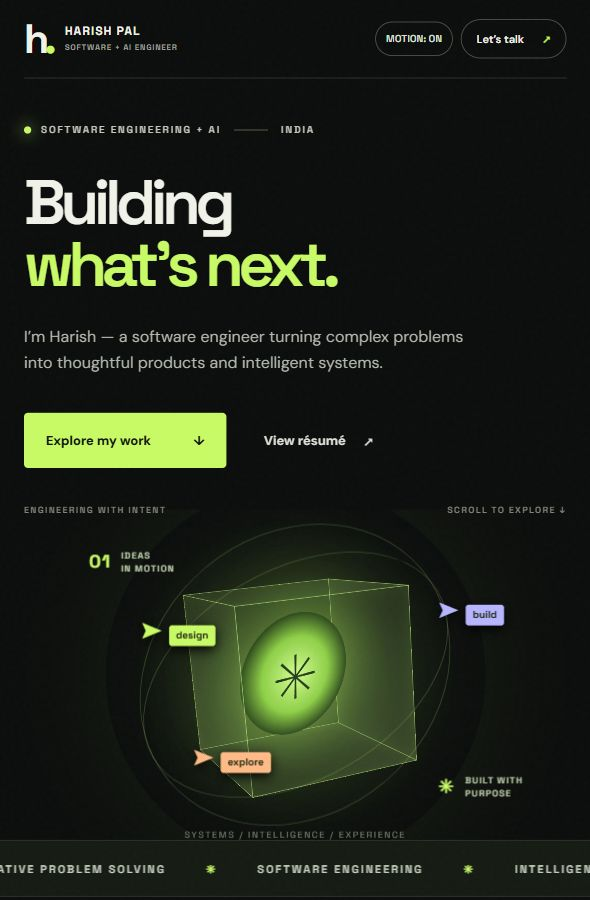 h.
HARISH PAL
SOFTWARE + AI ENGINEER
MOTION: ON
Let's talk ↗
SOFTWARE ENGINEERING + AI — INDIA
Building
what's next.
I'm Harish — a software engineer turning complex problems
into thoughtful products and intelligent systems.
Explore my work ↓
View résumé ↗
ENGINEERING WITH INTENT
SCROLL TO EXPLORE ↓
01 IDEAS
IN MOTION
build
design
explore
BUILT WITH
PURPOSE
SYSTEMS / INTELLIGENCE / EXPERIENCE
ATIVE PROBLEM SOLVING ✳ SOFTWARE ENGINEERING ✳ INTELLIGEN